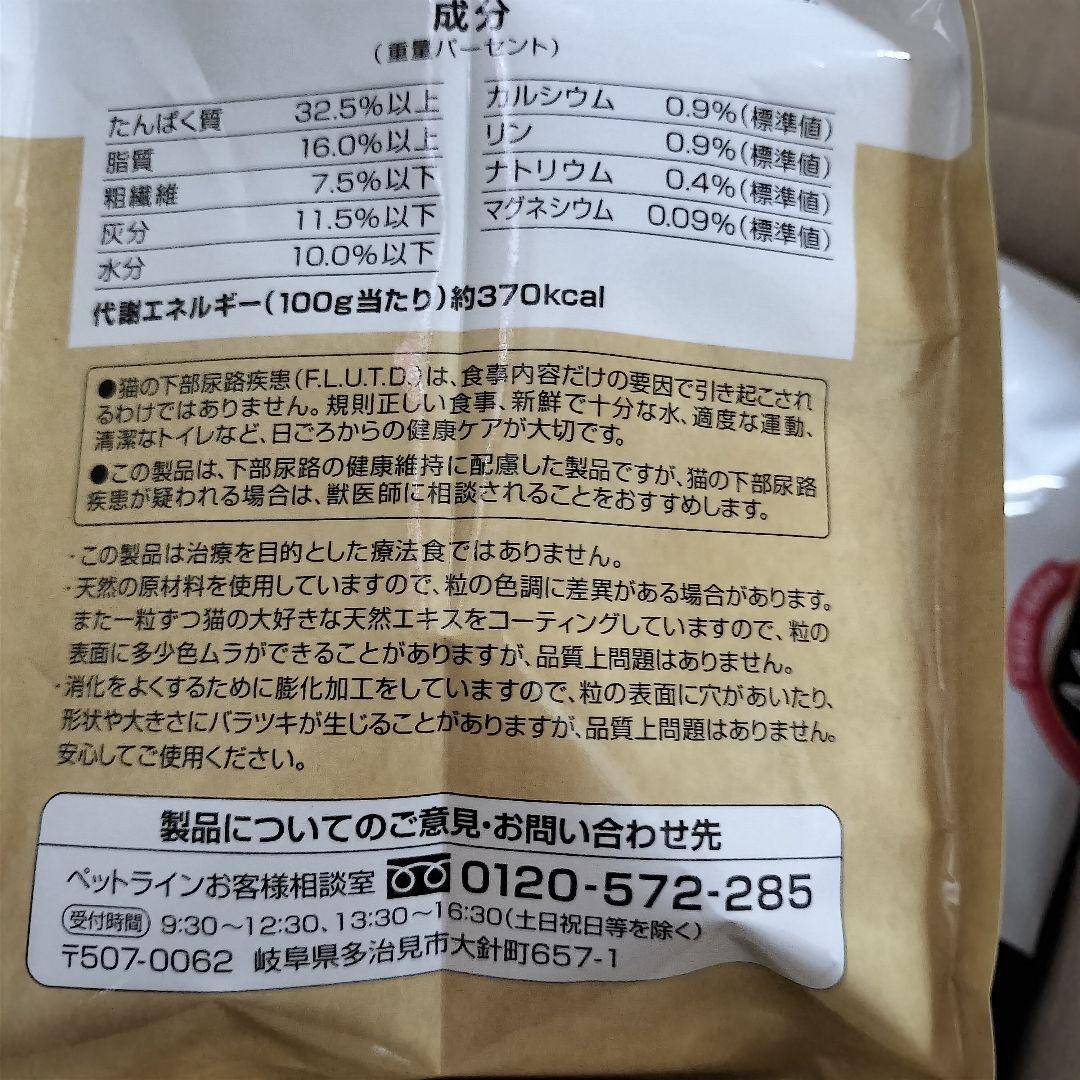 成分
(重量パーセント)
たんぱく質 32.5%以上
脂質 16.0%以上
粗繊維 7.5%以下
灰分 11.5%以下
水分 10.0%以下
カルシウム 0.9%(標準値)
リン 0.9%(標準値)
ナトリウム 0.4%(標準値)
マグネシウム 0.09%(標準値)
代謝エネルギー(100g当たり)約370kcal
●猫の下部尿路疾患(F.L.U.T.D.)は、食事内容だけの要因で引き起こされ
るわけではありません。規則正しい食事、新鮮で十分な水、適度な運動、
清潔なトイレなど、日ごろからの健康ケアが大切です。
●この製品は、下部尿路の健康維持に配慮した製品ですが、猫の下部尿路
疾患が疑われる場合は、獣医師に相談されることをおすすめします。
・この製品は治療を目的とした療法食ではありません。
・天然の原材料を使用していますので、粒の色調に差異がある場合があります。
また一粒ずつ猫の大好きな天然エキスをコーティングしていますので、粒の
表面に多少色ムラができることがありますが、品質上問題はありません。
・消化をよくするために膨化加工をしていますので、粒の表面に穴があいたり、
形状や大きさにバラツキが生じることがありますが、品質上問題はありません。
安心してご使用ください。
製品についてのご意見・お問い合わせ先
ペットラインお客様相談室 0120-572-285
受付時間 9:30～12:30、13:30～16:30(土日祝日等を除く)
〒507-0062 岐阜県多治見市大針町657-1